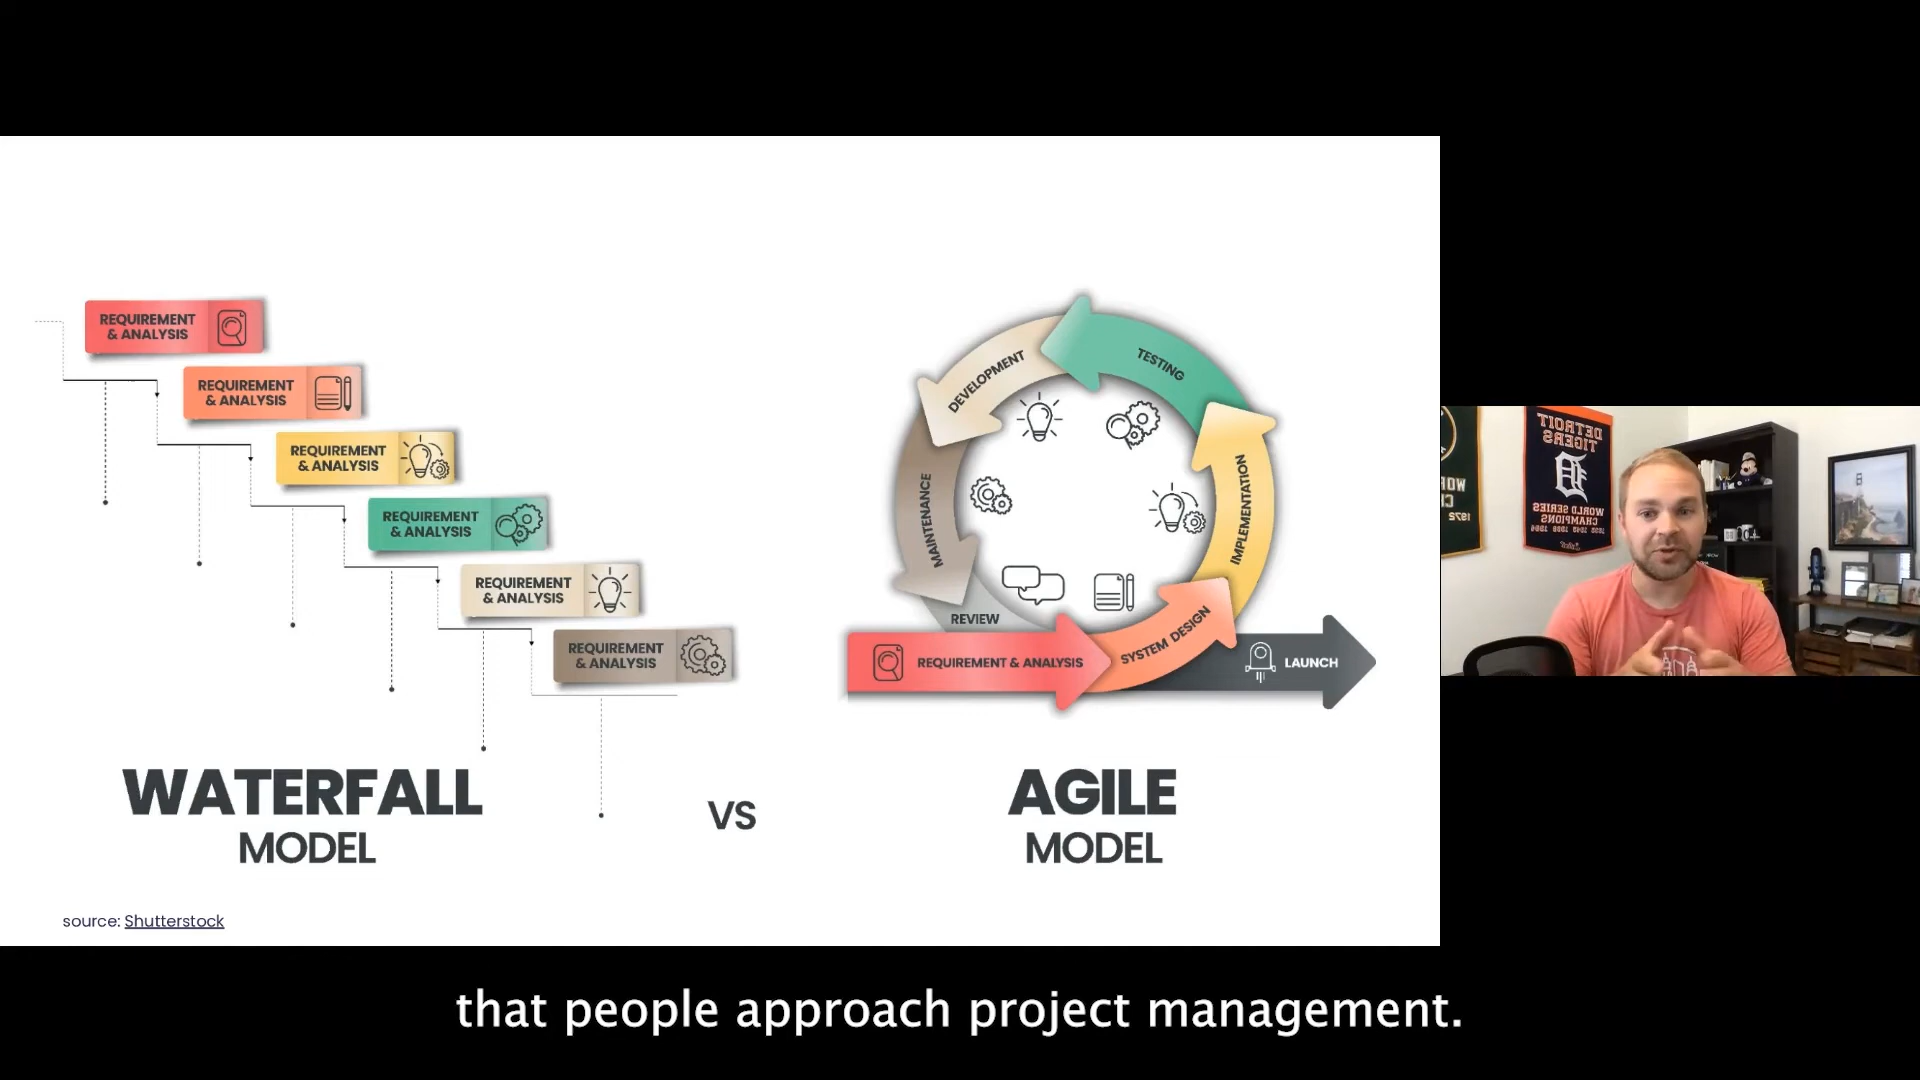 REQUIREMENT
& ANALYSIS
REQUIREMENT
& ANALYSIS
REQUIREMENT
& ANALYSIS
REQUIREMENT
& ANALYSIS
REQUIREMENT
& ANALYSIS
REQUIREMENT
& ANALYSIS
WATERFALL
MODEL
VS
DEVELOPMENT
TESTING
MAINTENANCE
IMPLEMENTATION
REVIEW
SYSTEM DESIGN
REQUIREMENT & ANALYSIS
LAUNCH
AGILE
MODEL
source: Shutterstock
DETROIT
TIGERS
WORLD SERIES
CHAMPIONS
that people approach project management.